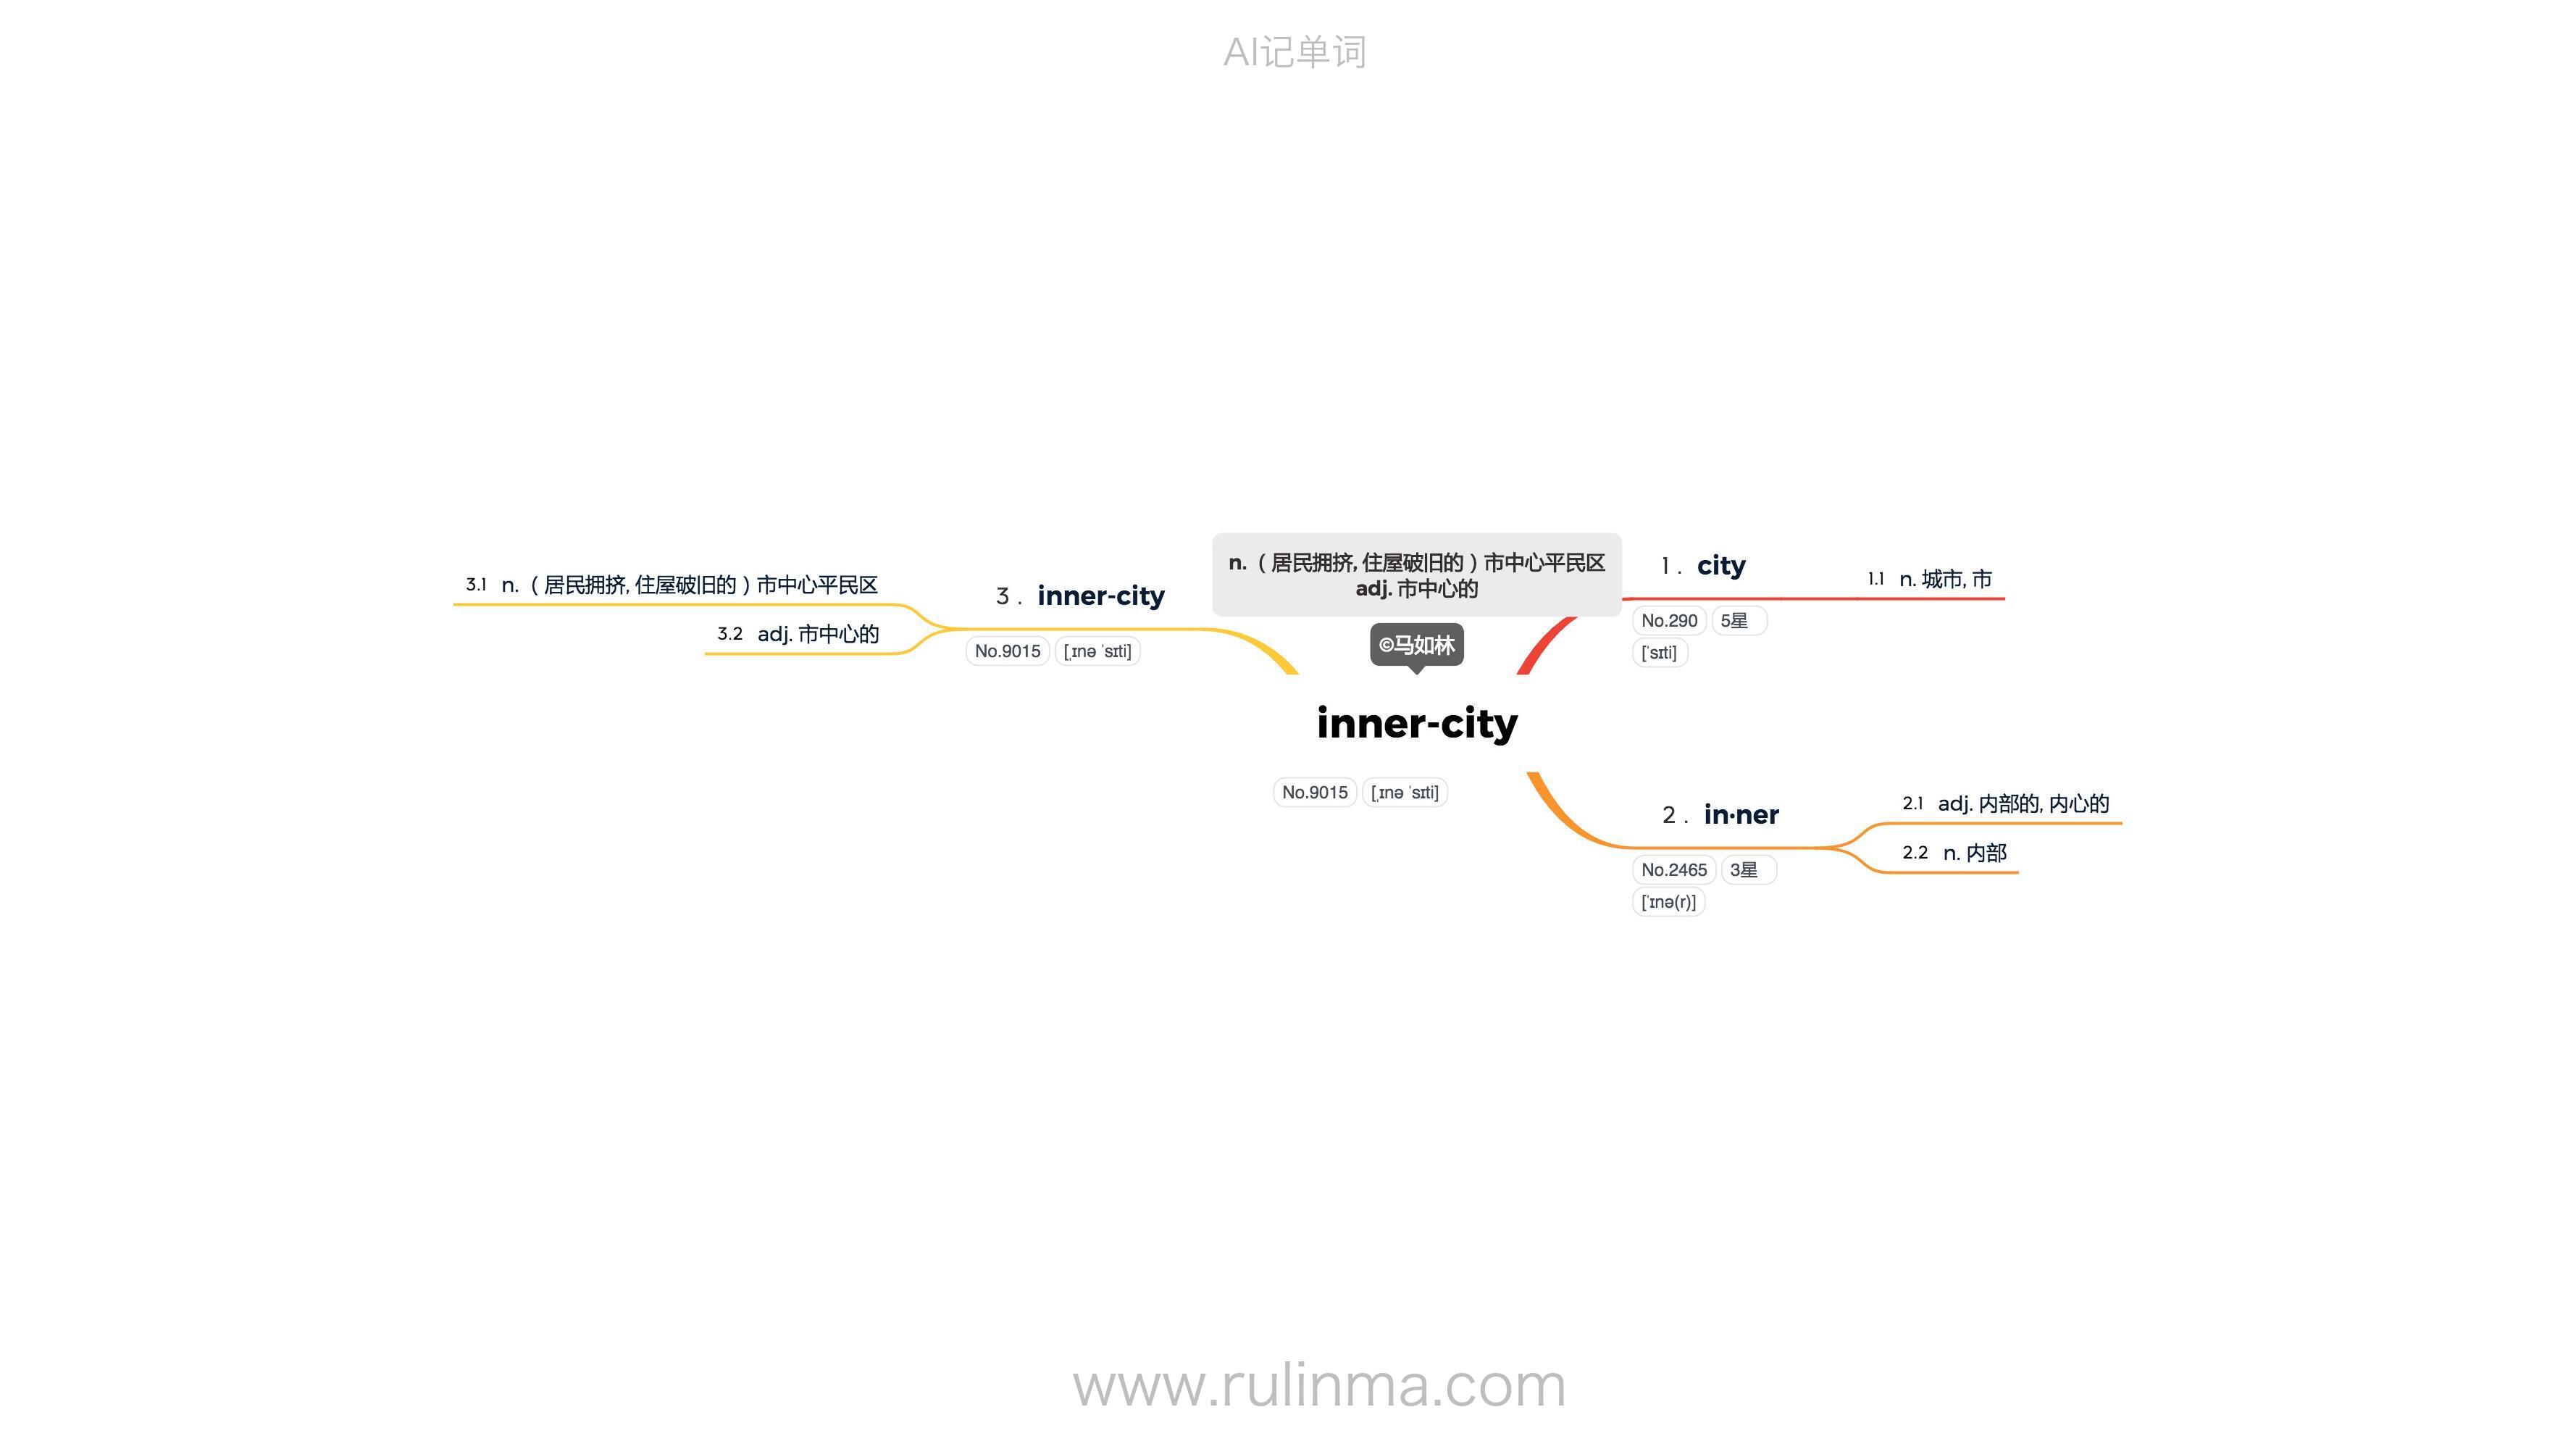 AI记单词
n.（居民拥挤, 住屋破旧的）市中心平民区
adj. 市中心的
©马如林
inner-city
No.9015 [ˌɪnə ˈsɪti]
1 . city
No.290 5星
[ˈsɪti]
1.1 n. 城市, 市
2 . in·ner
No.2465 3星
[ˈɪnə(r)]
2.1 adj. 内部的, 内心的
2.2 n. 内部
3 . inner-city
No.9015 [ˌɪnə ˈsɪti]
3.1 n.（居民拥挤, 住屋破旧的）市中心平民区
3.2 adj. 市中心的
www.rulinma.com